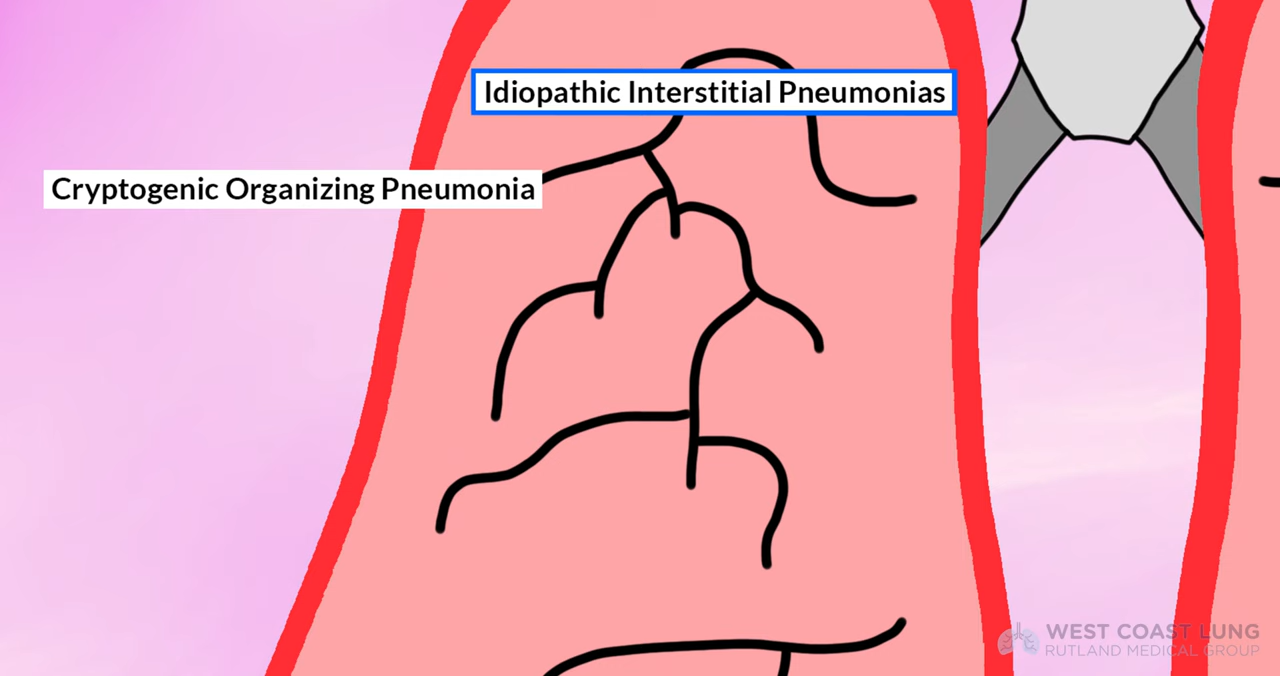 Idiopathic Interstitial Pneumonias
Cryptogenic Organizing Pneumonia
WEST COAST LUNG
RUTLAND MEDICAL GROUP